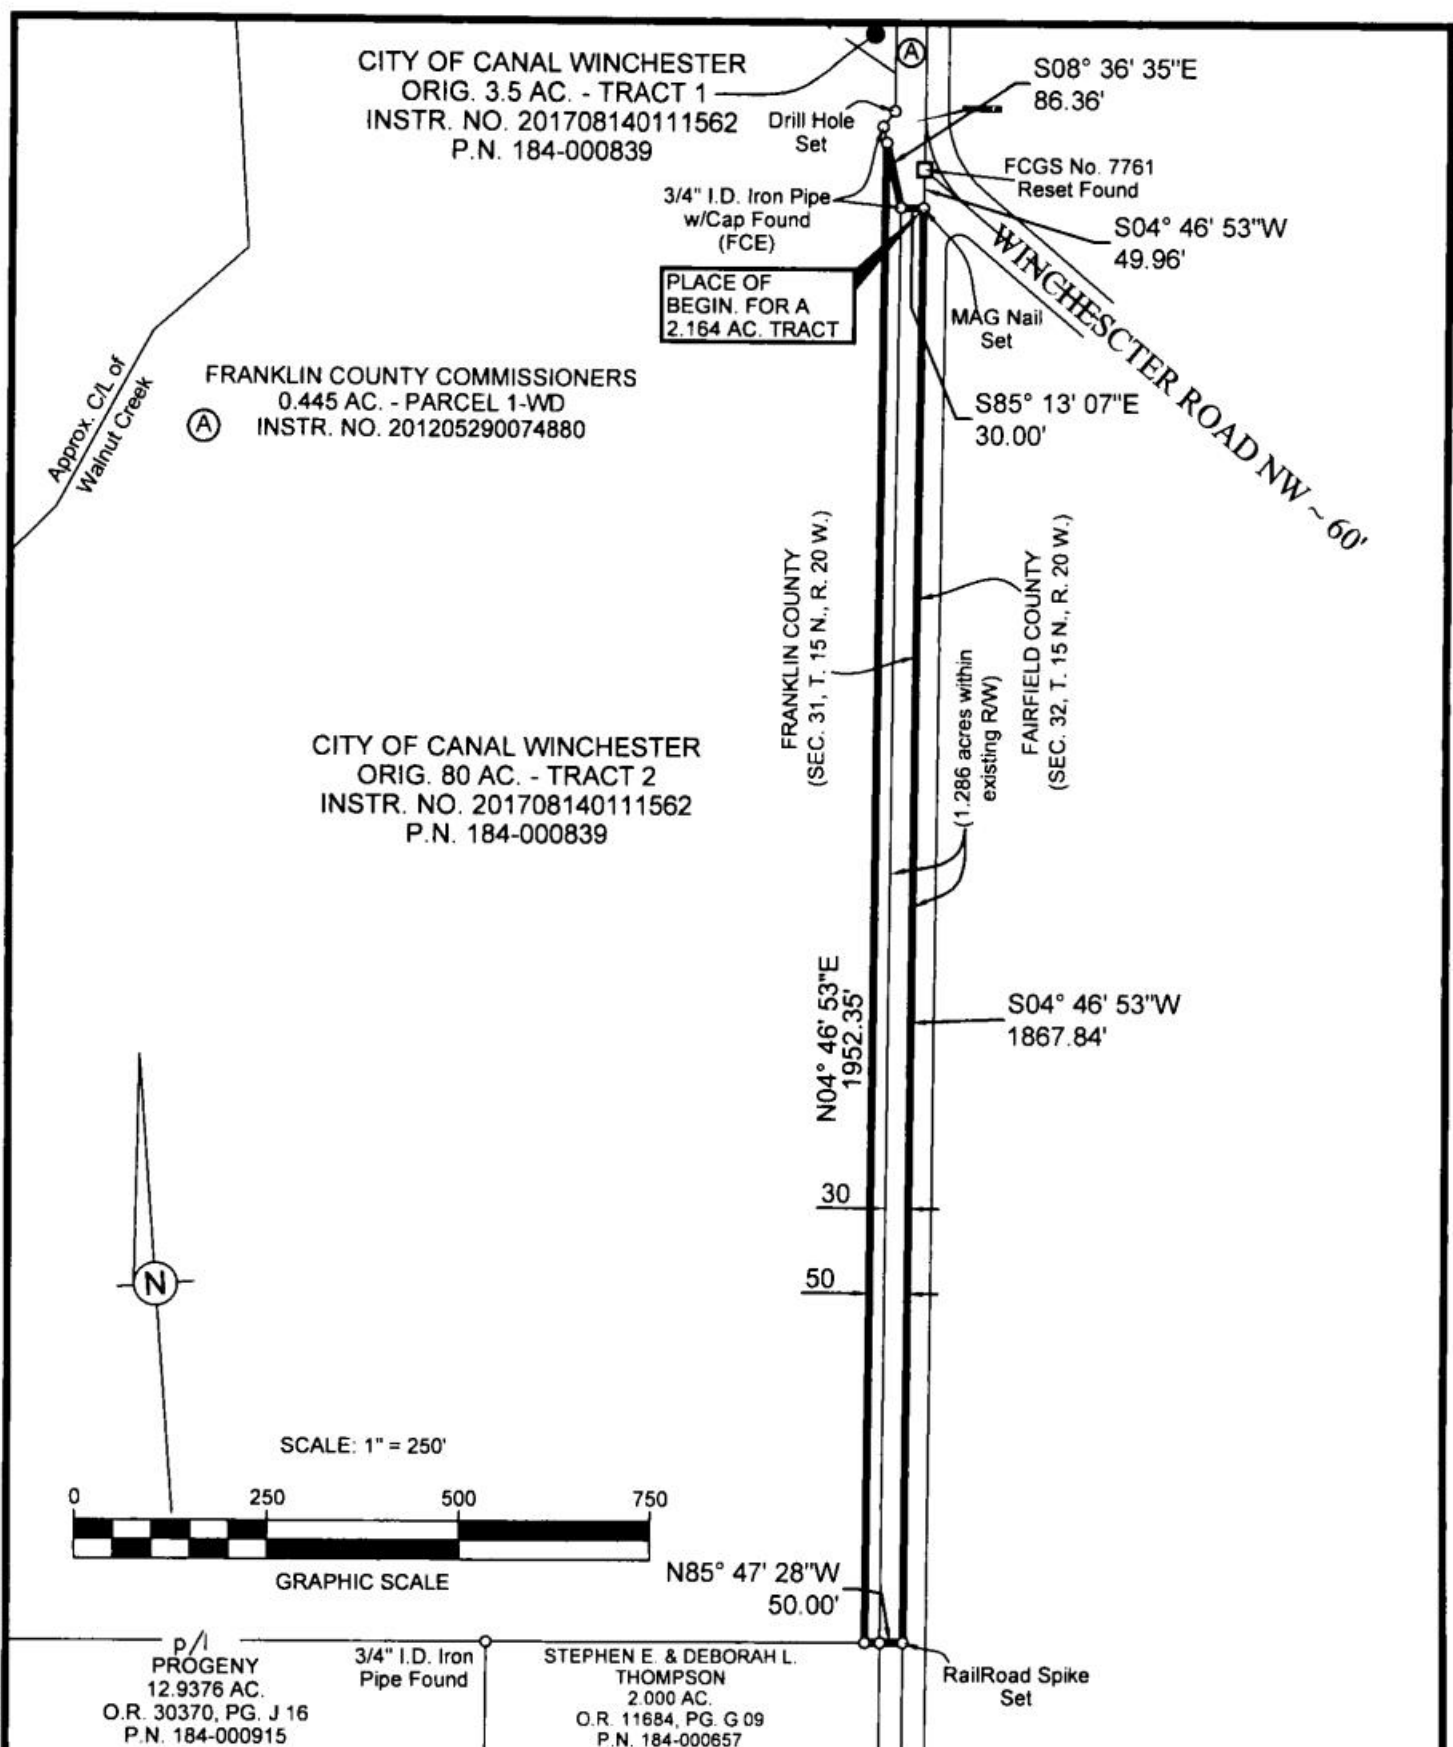 CITY OF CANAL WINCHESTER
ORIG. 3.5 AC. - TRACT 1
INSTR. NO. 201708140111562
P.N. 184-000839
A
S08° 36' 35"E
86.36'
Drill Hole
Set
FCGS No. 7761
Reset Found
3/4" I.D. Iron Pipe
w/Cap Found
(FCE)
S04° 46' 53"W
49.96'
PLACE OF
BEGIN. FOR A
2.164 AC. TRACT
MAG Nail
Set
WINCHESCTER ROAD NW ~ 60'
Approx. C/L of
Walnut Creek
FRANKLIN COUNTY COMMISSIONERS
0.445 AC. - PARCEL 1-WD
A INSTR. NO. 201205290074880
S85° 13' 07"E
30.00'
FRANKLIN COUNTY
(SEC. 31, T. 15 N., R. 20 W.)
FAIRFIELD COUNTY
(SEC. 32, T. 15 N., R. 20 W.)
(1.286 acres within
existing R/W)
CITY OF CANAL WINCHESTER
ORIG. 80 AC. - TRACT 2
INSTR. NO. 201708140111562
P.N. 184-000839
N04° 46' 53"E
1952.35'
S04° 46' 53"W
1867.84'
30
50
N
SCALE: 1" = 250'
0 250 500 750
GRAPHIC SCALE
N85° 47' 28"W
50.00'
p/l
PROGENY
12.9376 AC.
O.R. 30370, PG. J 16
P.N. 184-000915
3/4" I.D. Iron
Pipe Found
STEPHEN E. & DEBORAH L.
THOMPSON
2.000 AC.
O.R. 11684, PG. G 09
P.N. 184-000657
RailRoad Spike
Set